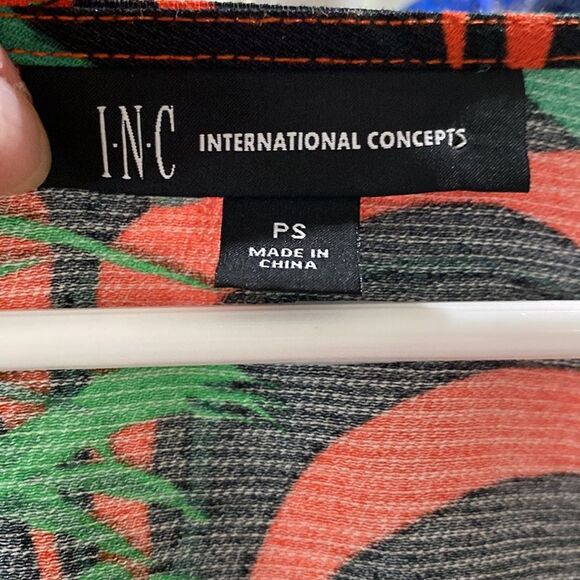 I·N·C INTERNATIONAL CONCEPTS
PS
MADE IN
CHINA